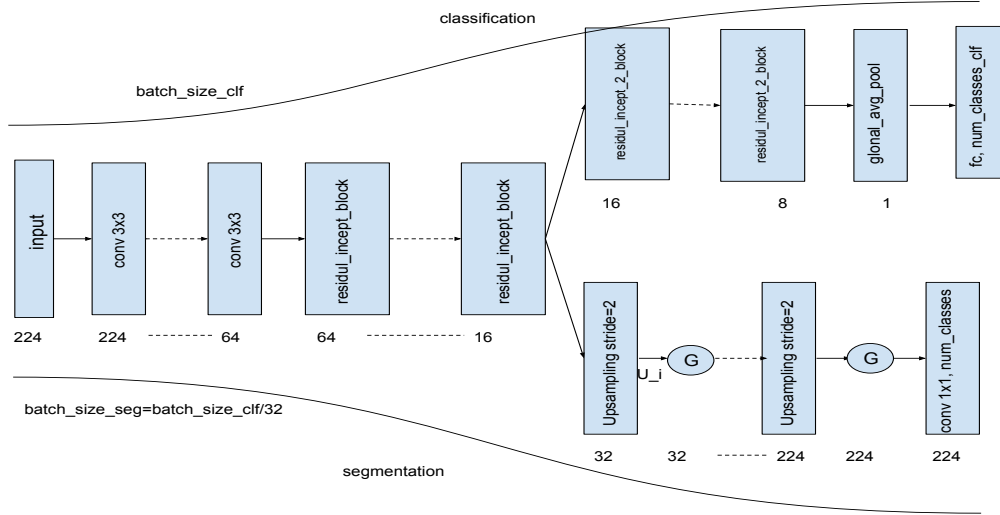 classification
batch_size_clf
residul_incept_2_block
residul_incept_2_block
glonal_avg_pool
fc, num_classes_clf
16
8
1
input
conv 3x3
conv 3x3
residul_incept_block
residul_incept_block
224
224
64
64
16
Upsampling stride=2
U_i
G
Upsampling stride=2
G
conv 1x1, num_classes
32
32
224
224
224
batch_size_seg=batch_size_clf/32
segmentation